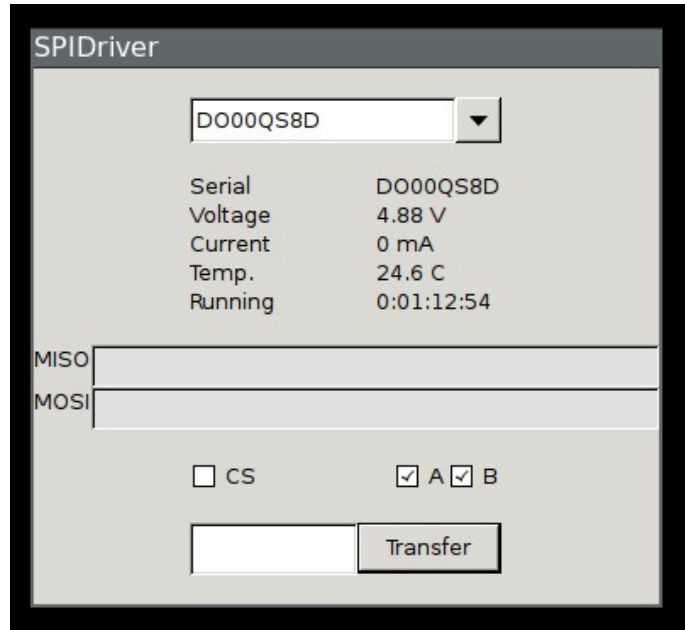 SPIDriver
DO00QS8D
Serial DO00QS8D
Voltage 4.88 V
Current 0 mA
Temp. 24.6 C
Running 0:01:12:54
MISO
MOSI
CS A B
Transfer